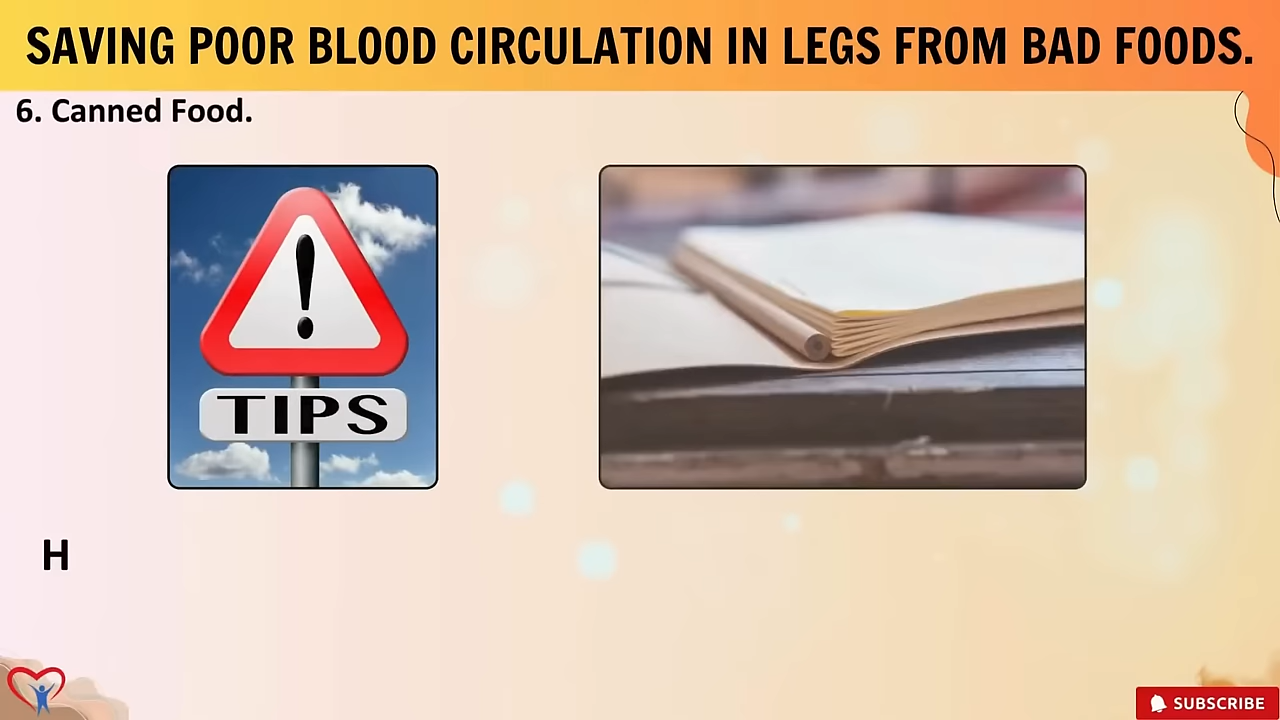 SAVING POOR BLOOD CIRCULATION IN LEGS FROM BAD FOODS.
6. Canned Food.
TIPS
H
SUBSCRIBE